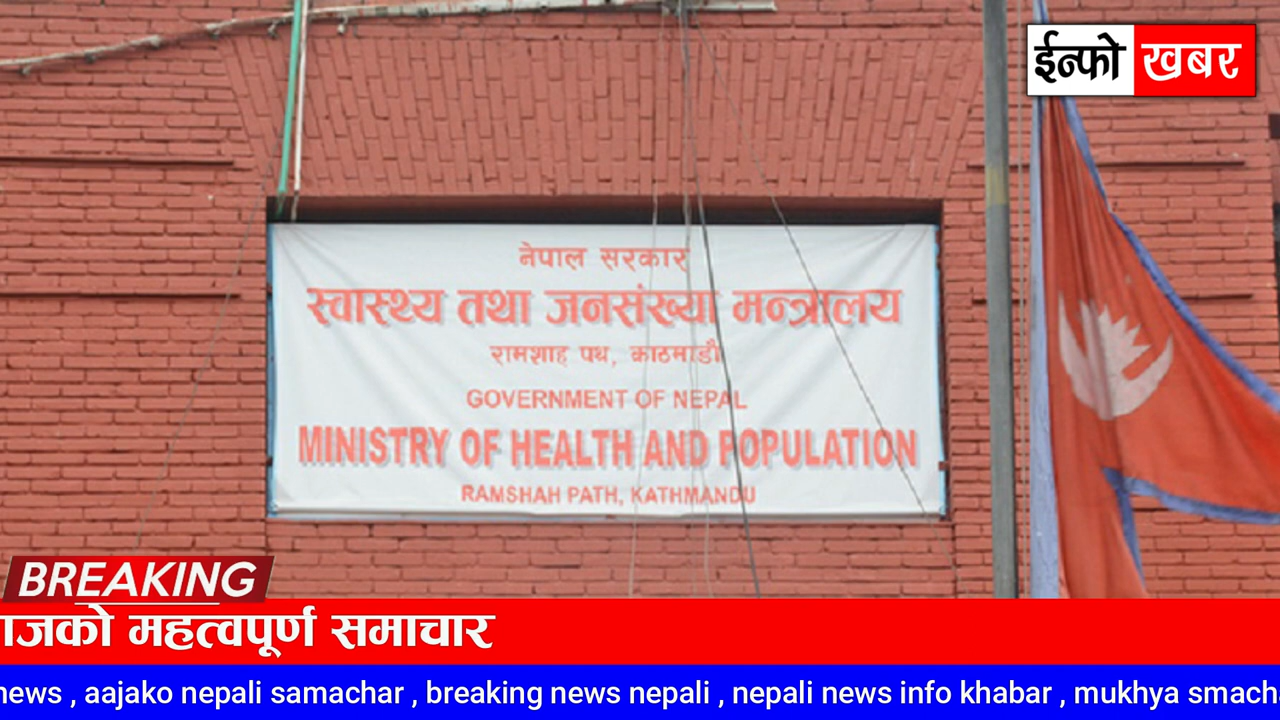 ईन्फो खबर
नेपाल सरकार
स्वास्थ्य तथा जनसंख्या मन्त्रालय
रामशाह पथ, काठमाडौं
GOVERNMENT OF NEPAL
MINISTRY OF HEALTH AND POPULATION
RAMSHAH PATH, KATHMANDU
BREAKING
ाजको महत्वपूर्ण समाचार
news , aajako nepali samachar , breaking news nepali , nepali news info khabar , mukhya smach